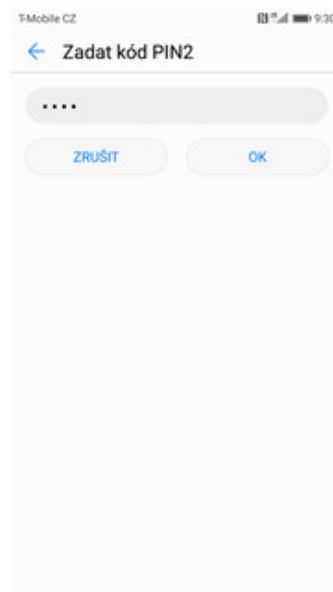 T-Mobile CZ 9:30
Zadat kód PIN2
••••
ZRUŠIT OK